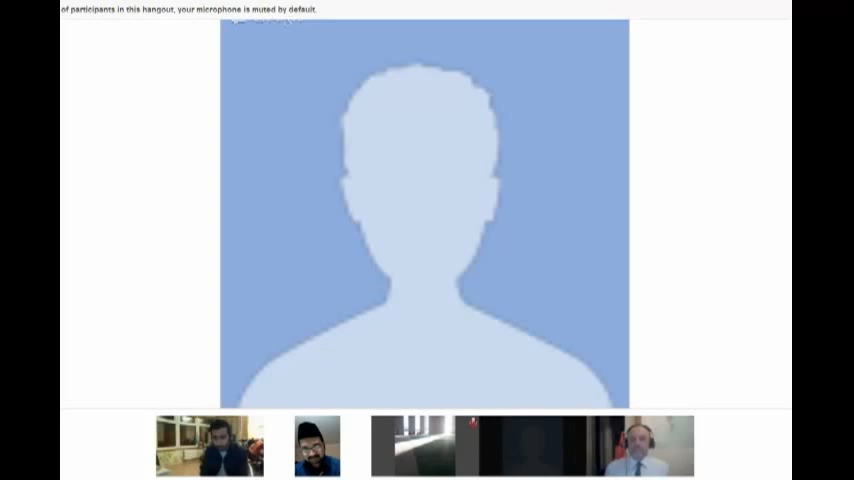 of participants in this hangout, your microphone is muted by default.